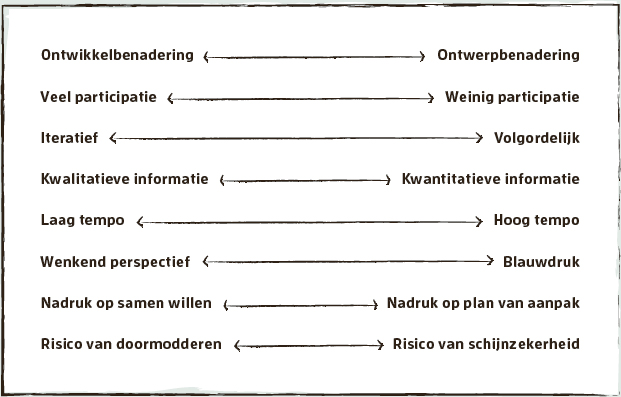 Ontwikkelbenadering Ontwerpbenadering
Veel participatie Weinig participatie
Iteratief Volgordelijk
Kwalitatieve informatie Kwantitatieve informatie
Laag tempo Hoog tempo
Wenkend perspectief Blauwdruk
Nadruk op samen willen Nadruk op plan van aanpak
Risico van doormodderen Risico van schijnzekerheid